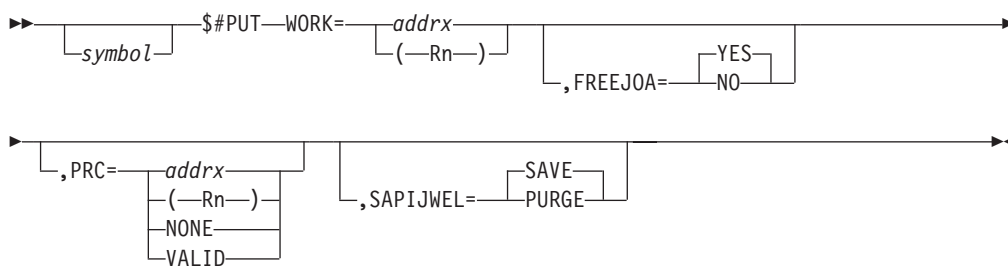 $#PUT WORK= addrx
symbol (Rn) YES
,FREEJOA= NO
,PRC= addrx SAVE
(Rn) ,SAPIJWEL= PURGE
NONE
VALID